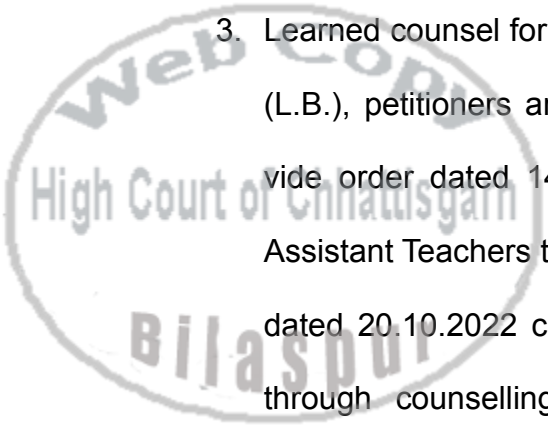 3. Learned counsel for
(L.B.), petitioners ar
vide order dated 14
Assistant Teachers t
dated 20.10.2022 c
through counselling
Web Copy
High Court of Chhattisgarh
Bilaspur